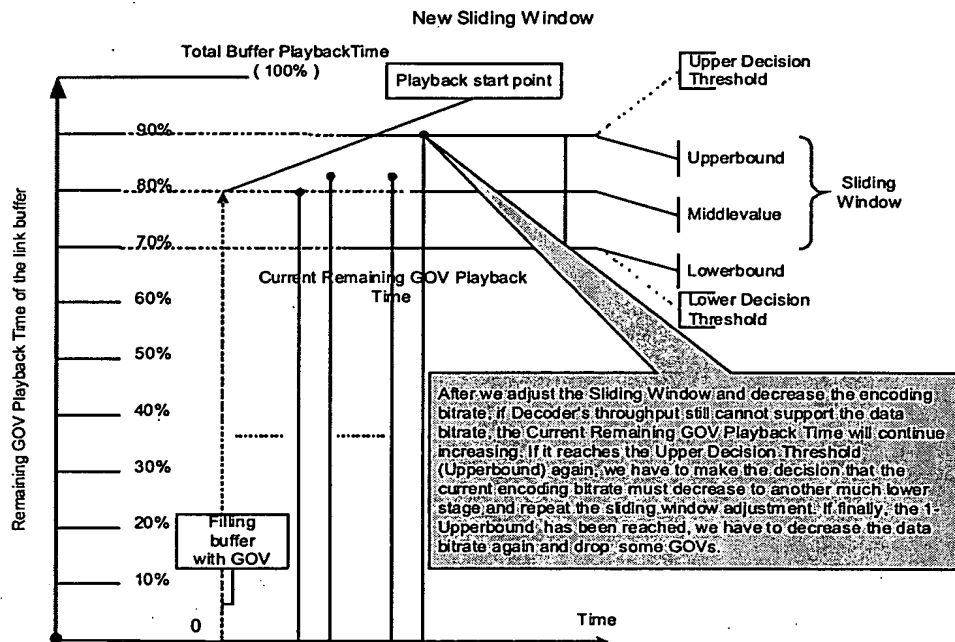 New Sliding Window
Total Buffer PlaybackTime
( 100% )
Playback start point
Upper Decision
Threshold
90%
Upperbound
80%
Sliding
Window
Middlevalue
70%
Lowerbound
Current Remaining GOV Playback
Time
Lower Decision
Threshold
60%
50%
40%
30%
20%
10%
0
Remaining GOV Playback Time of the link buffer
After we adjust the Sliding Window and decrease the encoding
bitrate, if Decoder's throughput still cannot support the data
bitrate, the Current Remaining GOV Playback Time will continue
increasing. If it reaches the Upper Decision Threshold
(Upperbound) again, we have to make the decision that the
current encoding bitrate must decrease to another much lower
stage and repeat the sliding window adjustment. If finally, the 1-
Upperbound has been reached, we have to decrease the data
bitrate again and drop some GOVs.
Filling
buffer
with GOV
Time